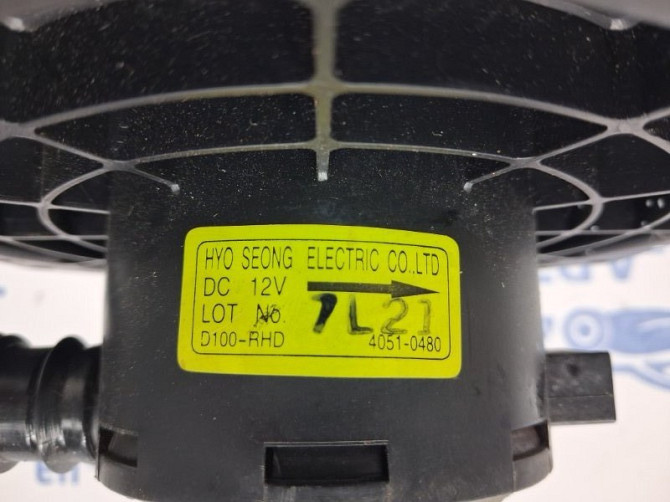 HYO SEONG ELECTRIC CO.,LTD
DC 12V
LOT No. 7L21
D100-RHD 4051-0480